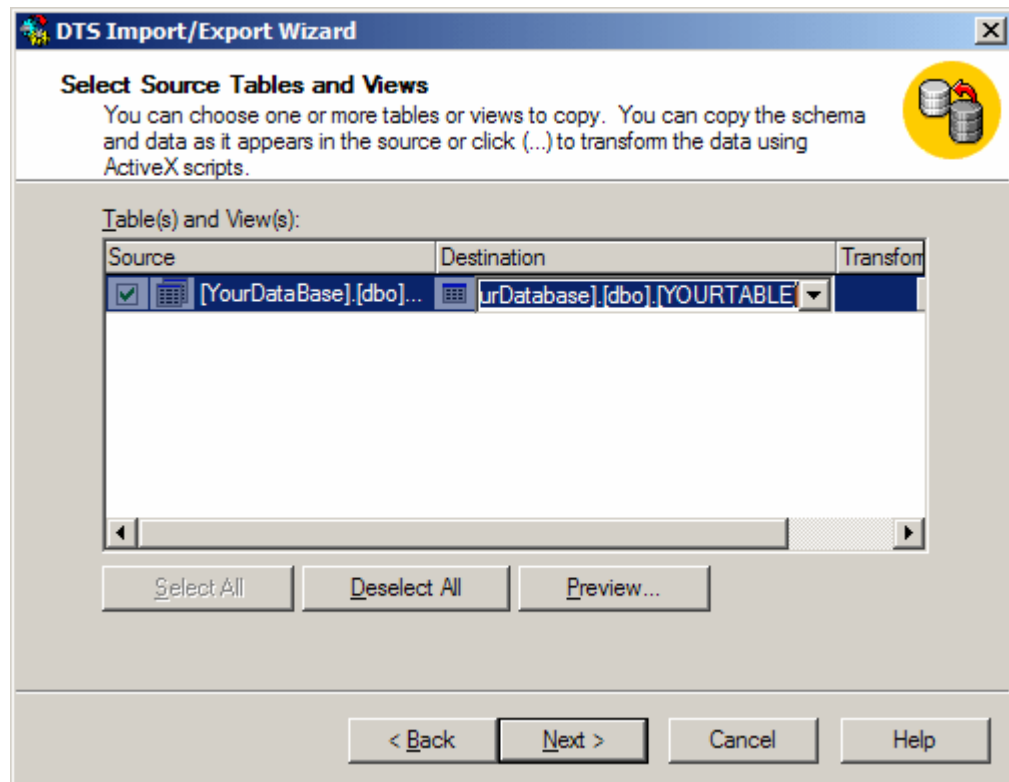 DTS Import/Export Wizard
Select Source Tables and Views
You can choose one or more tables or views to copy. You can copy the schema
and data as it appears in the source or click (...) to transform the data using
ActiveX scripts.
Table(s) and View(s):
Source Destination Transform
[YourDataBase].[dbo]... urDatabase].[dbo].[YOURTABLE
Select All Deselect All Preview...
< Back Next > Cancel Help